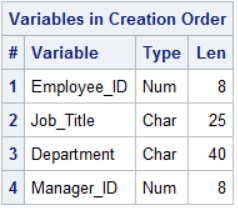 Variables in Creation Order
# Variable Type Len
1 Employee_ID Num 8
2 Job_Title Char 25
3 Department Char 40
4 Manager_ID Num 8